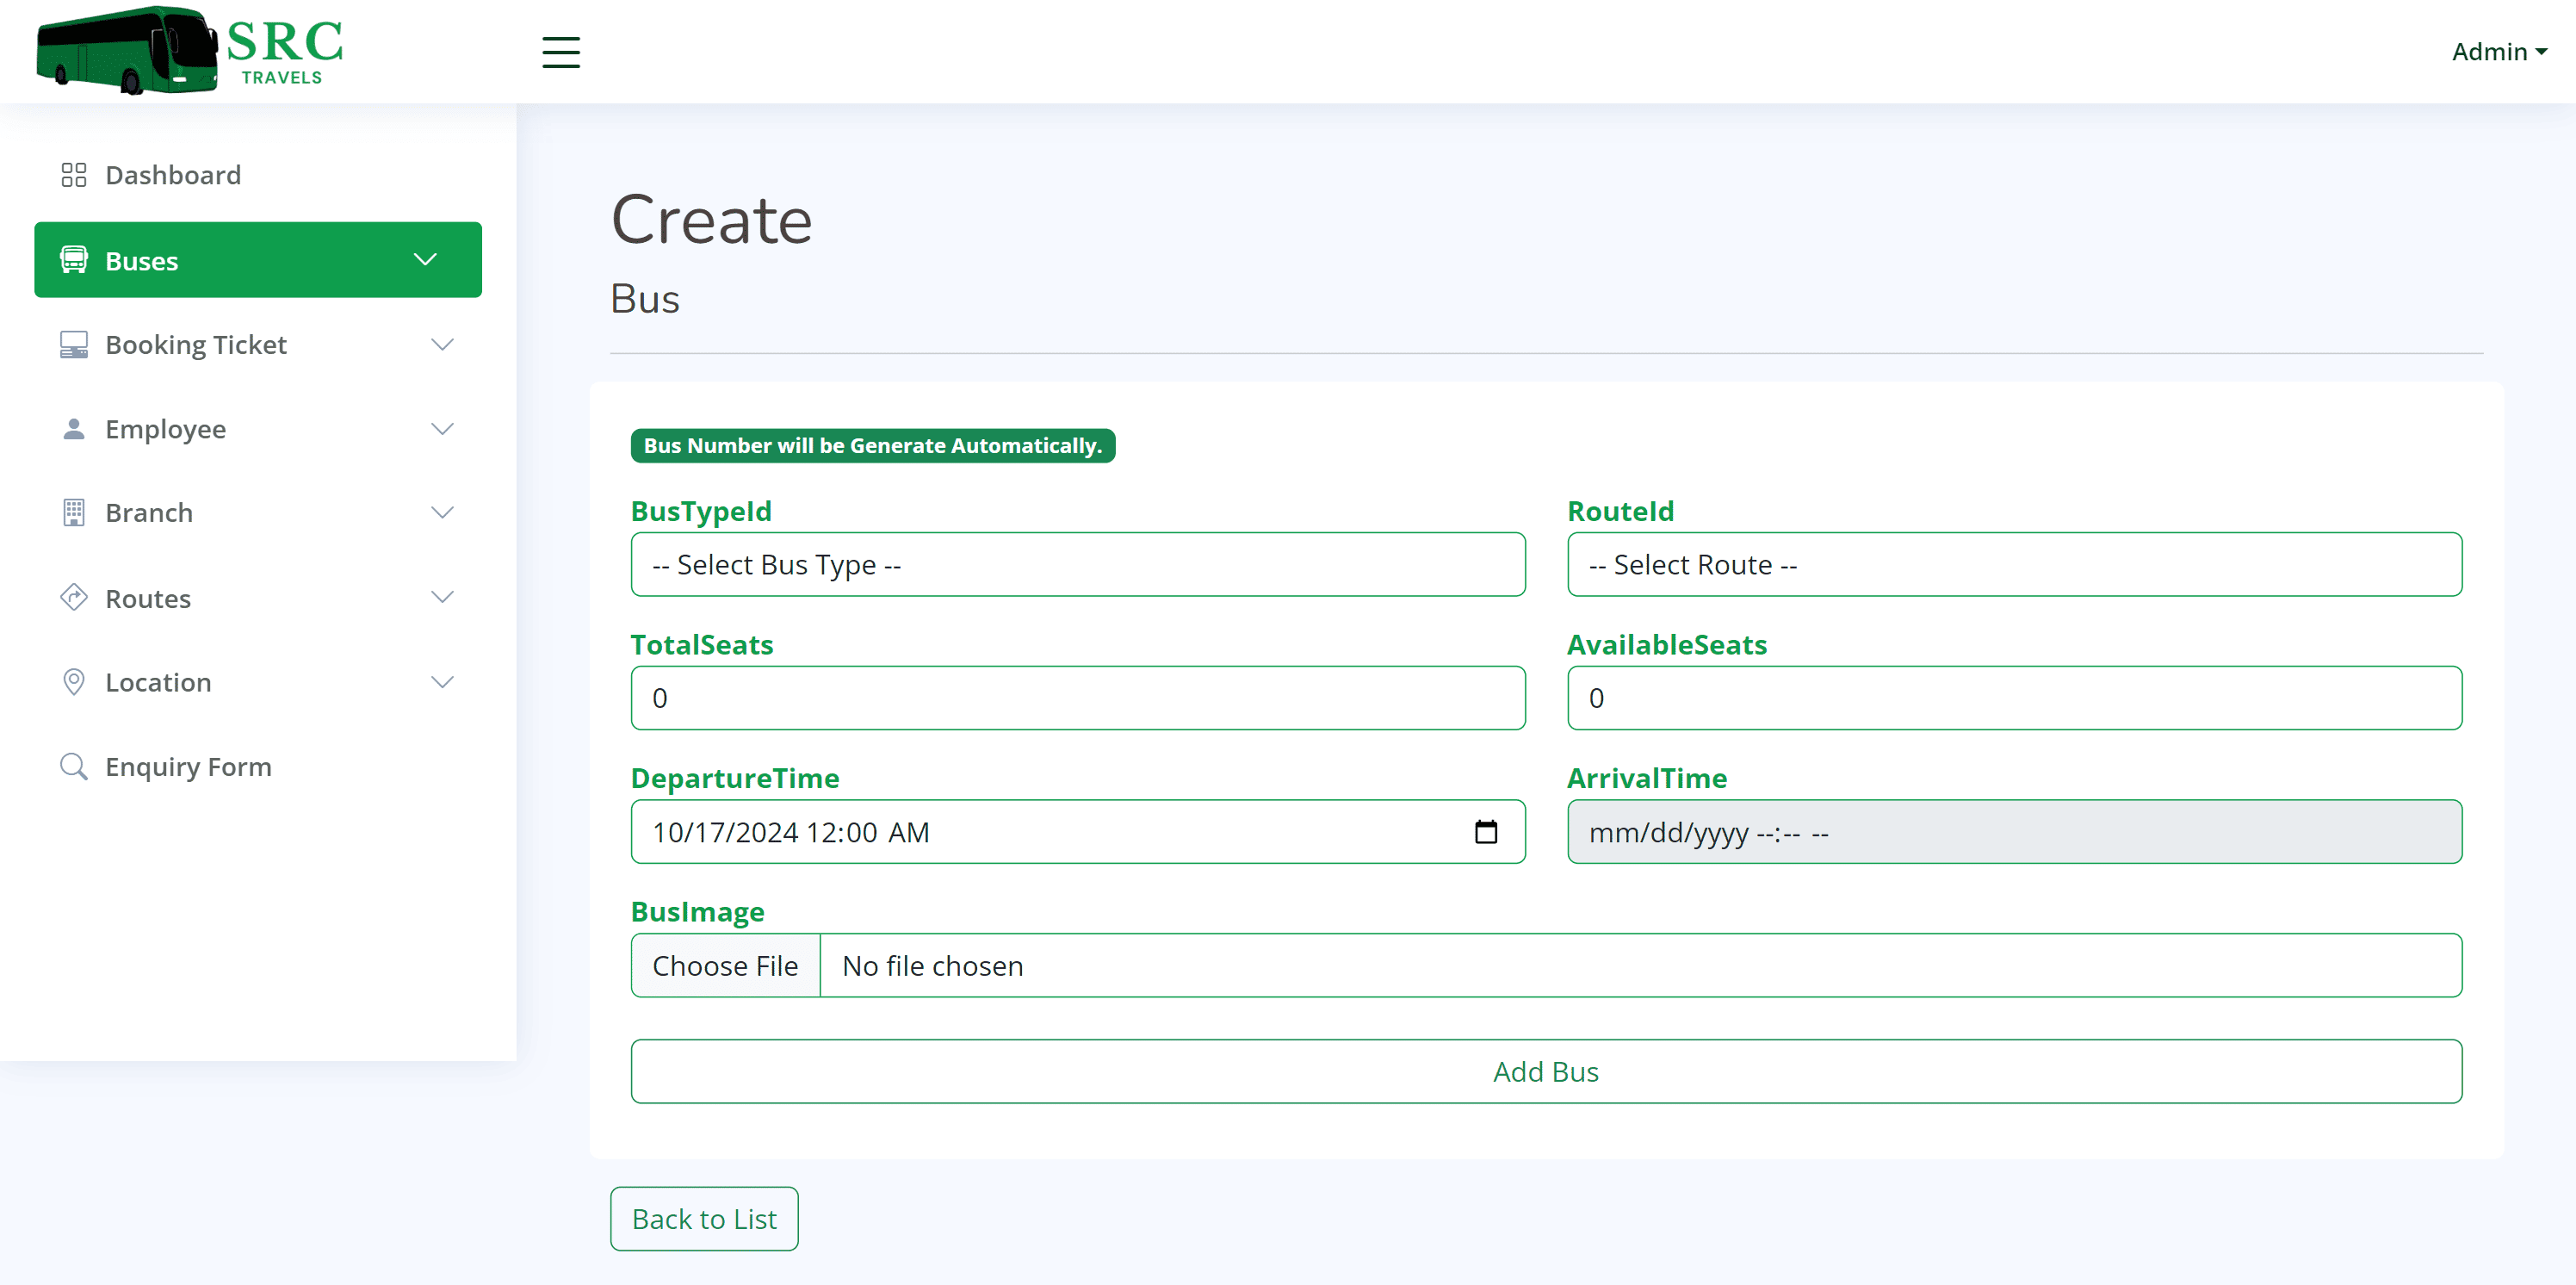 SRC
TRAVELS
Admin
Dashboard
Buses
Booking Ticket
Employee
Branch
Routes
Location
Enquiry Form
Create
Bus
Bus Number will be Generate Automatically.
BusTypeId
RouteId
-- Select Bus Type --
-- Select Route --
TotalSeats
AvailableSeats
0
0
DepartureTime
ArrivalTime
10/17/2024 12:00 AM
mm/dd/yyyy --:-- --
BusImage
Choose File
No file chosen
Add Bus
Back to List